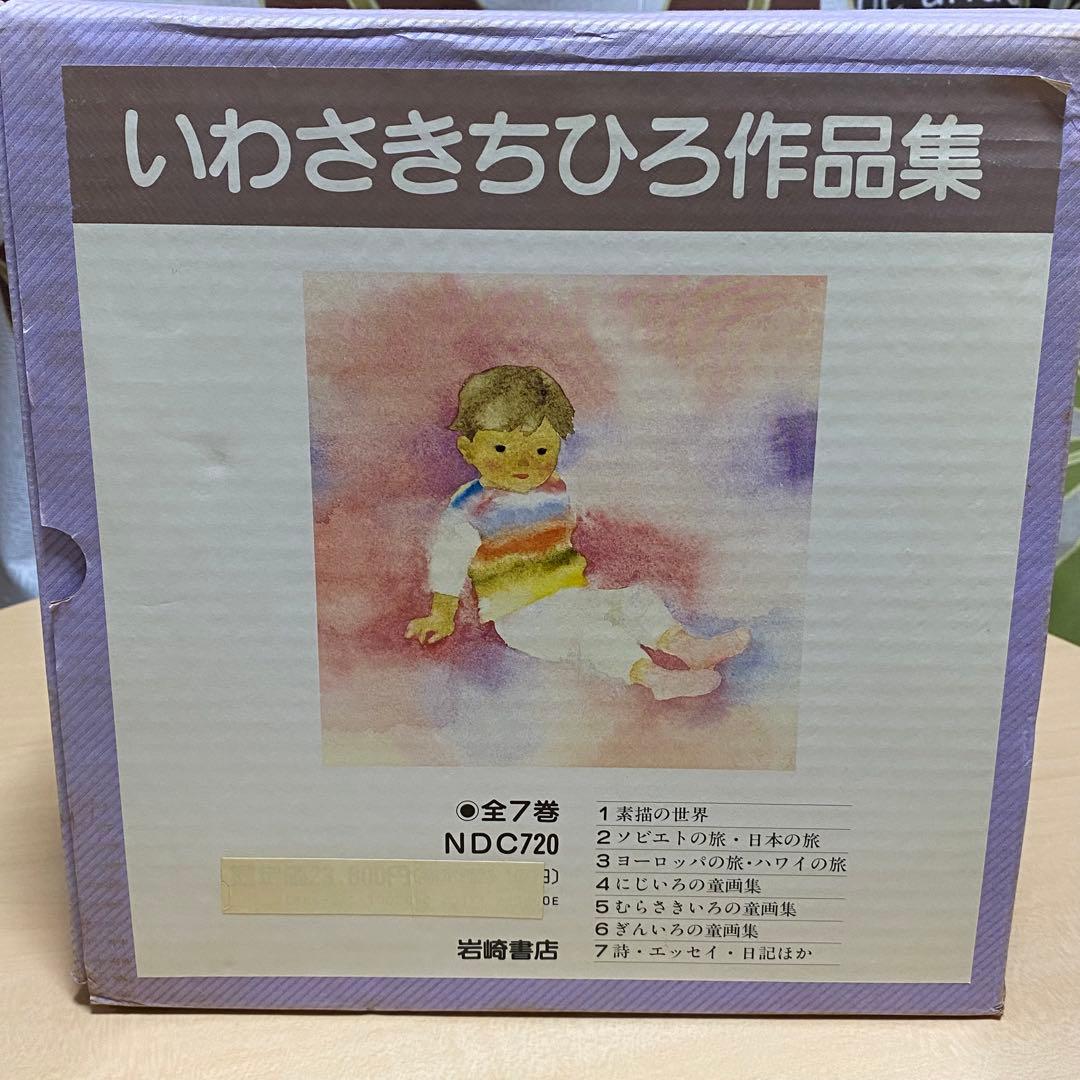 いわさきちひろ作品集
◉全7巻
NDC720
円)
0E
岩崎書店
1 素描の世界
2 ソビエトの旅・日本の旅
3 ヨーロッパの旅・ハワイの旅
4 にじいろの童画集
5 むらさきいろの童画集
6 ぎんいろの童画集
7 詩・エッセイ・日記ほか